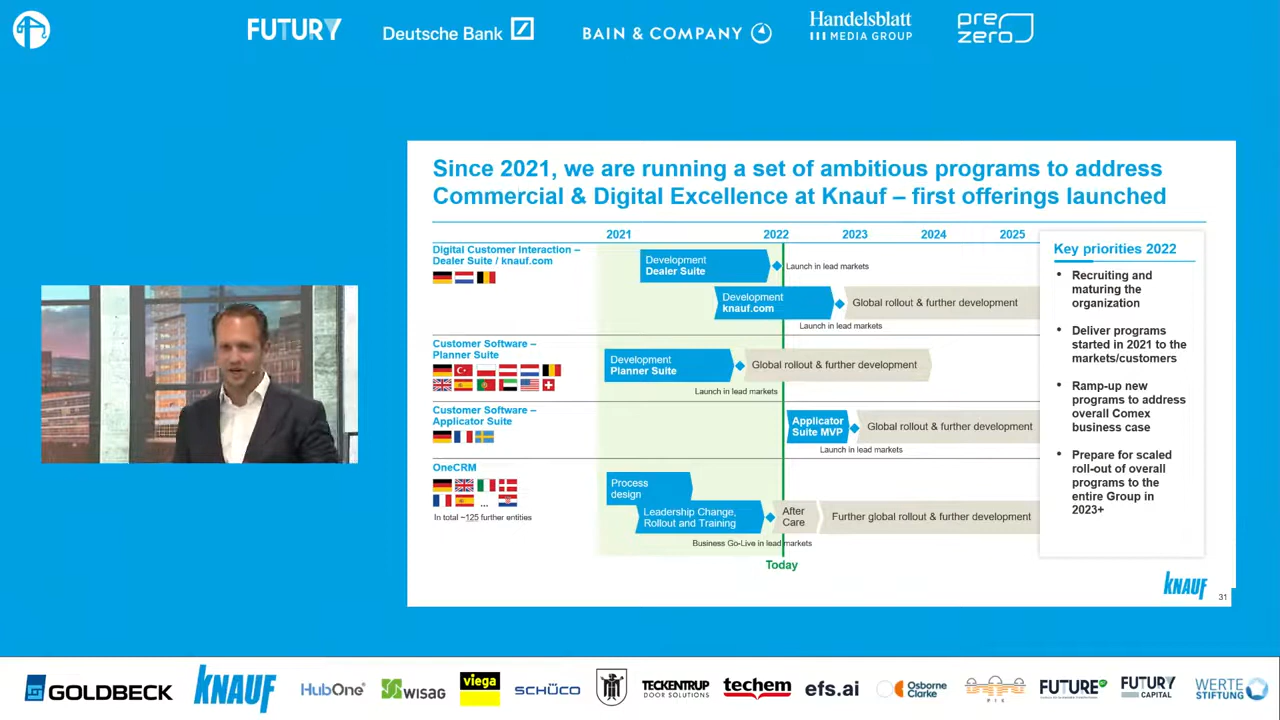 FUTURY
Deutsche Bank
BAIN & COMPANY
Handelsblatt
MEDIA GROUP
pre
zero
Since 2021, we are running a set of ambitious programs to address
Commercial & Digital Excellence at Knauf – first offerings launched
2021 2022 2023 2024 2025
Digital Customer Interaction –
Dealer Suite / knauf.com
Development
Dealer Suite
Launch in lead markets
Development
knauf.com
Global rollout & further development
Launch in lead markets
Customer Software –
Planner Suite
Development
Planner Suite
Global rollout & further development
Launch in lead markets
Customer Software –
Applicator Suite
Applicator
Suite MVP
Global rollout & further development
Launch in lead markets
OneCRM
...
In total ~125 further entities
Process
design
Leadership Change,
Rollout and Training
After
Care
Further global rollout & further development
Business Go-Live in lead markets
Today
Key priorities 2022
• Recruiting and
maturing the
organization
• Deliver programs
started in 2021 to the
markets/customers
• Ramp-up new
programs to address
overall Comex
business case
• Prepare for scaled
roll-out of overall
programs to the
entire Group in
2023+
KNAUF
31
GOLDBECK
KNAUF
HubOne
WISAG
viega
SCHÜCO
TECKENTRUP
DOOR SOLUTIONS
techem
efs.ai
Osborne
Clarke
PIE
FUTURE
FUTURY
CAPITAL
WERTE
STIFTUNG